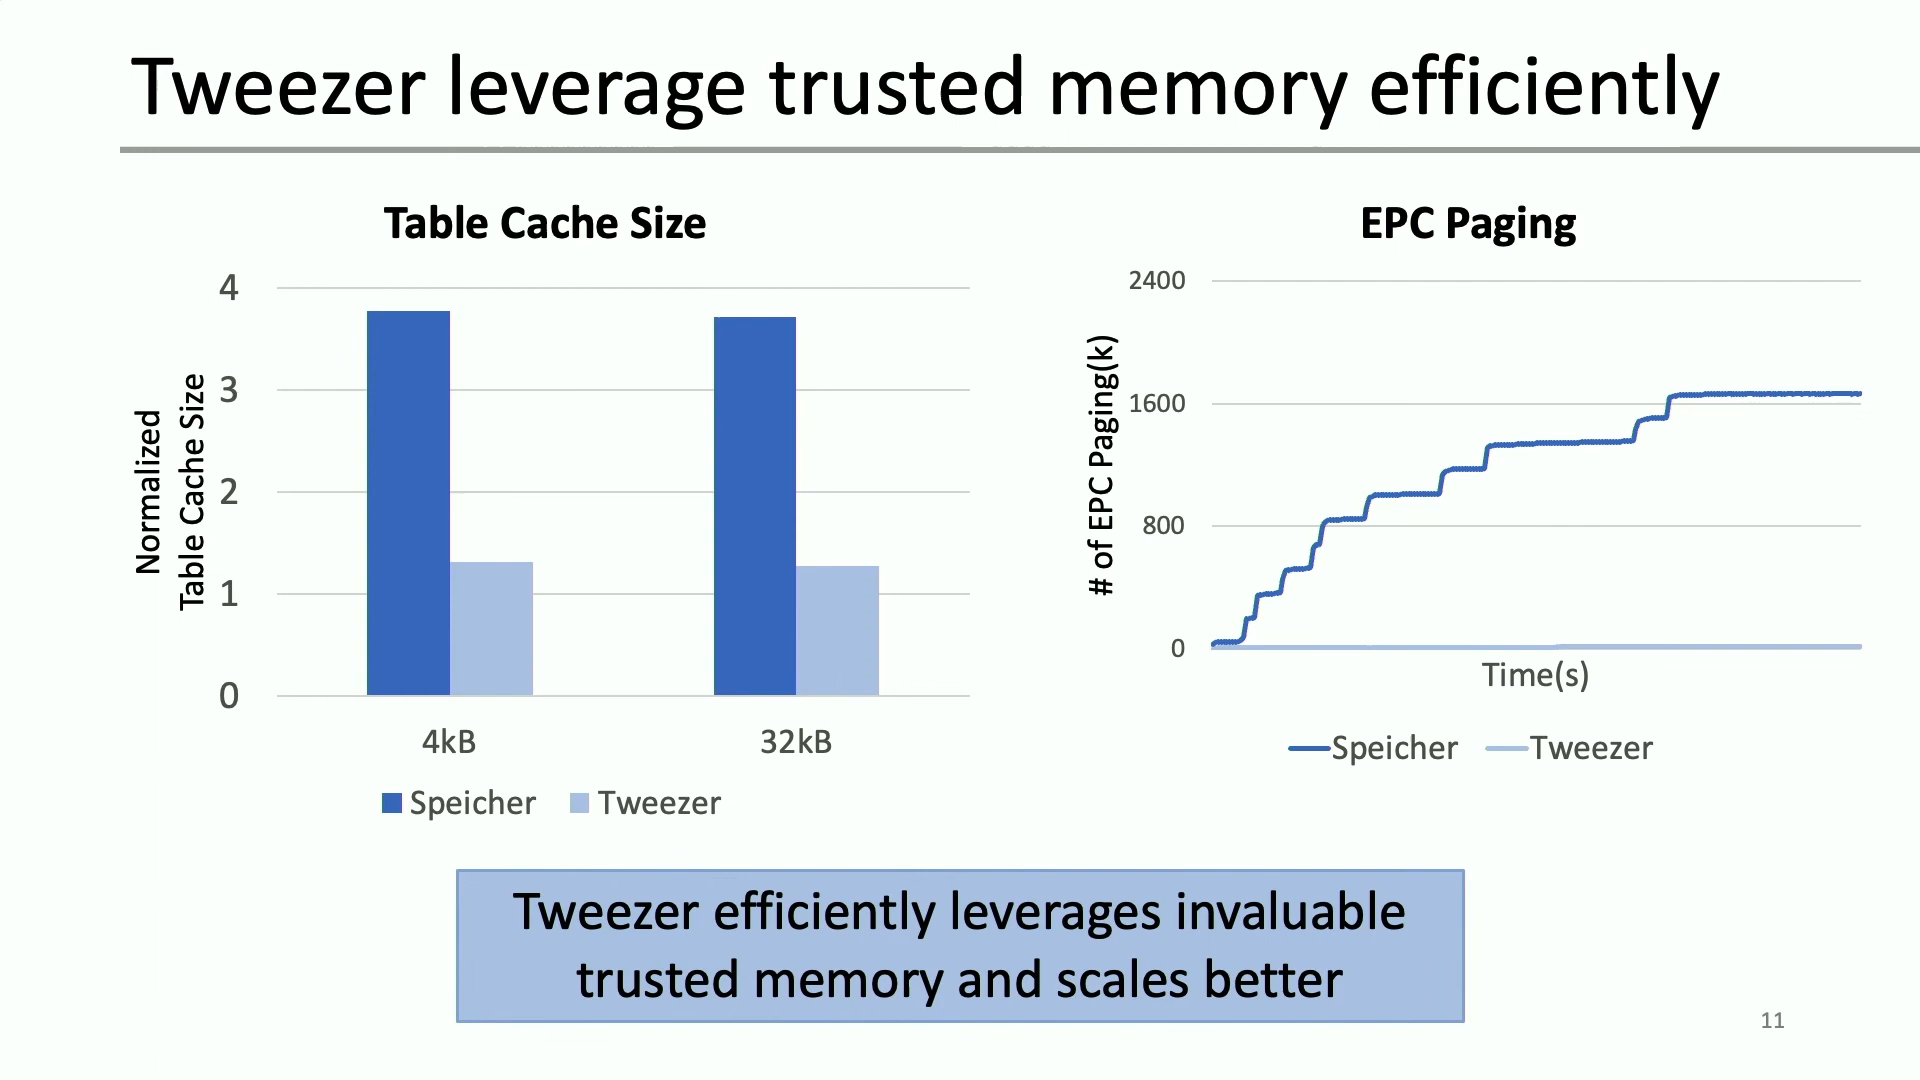 Tweezer leverage trusted memory efficiently
Table Cache Size
Normalized
Table Cache Size
4
3
2
1
0
4kB
32kB
Speicher
Tweezer
EPC Paging
# of EPC Paging(k)
2400
1600
800
0
Time(s)
Speicher
Tweezer
Tweezer efficiently leverages invaluable
trusted memory and scales better
11